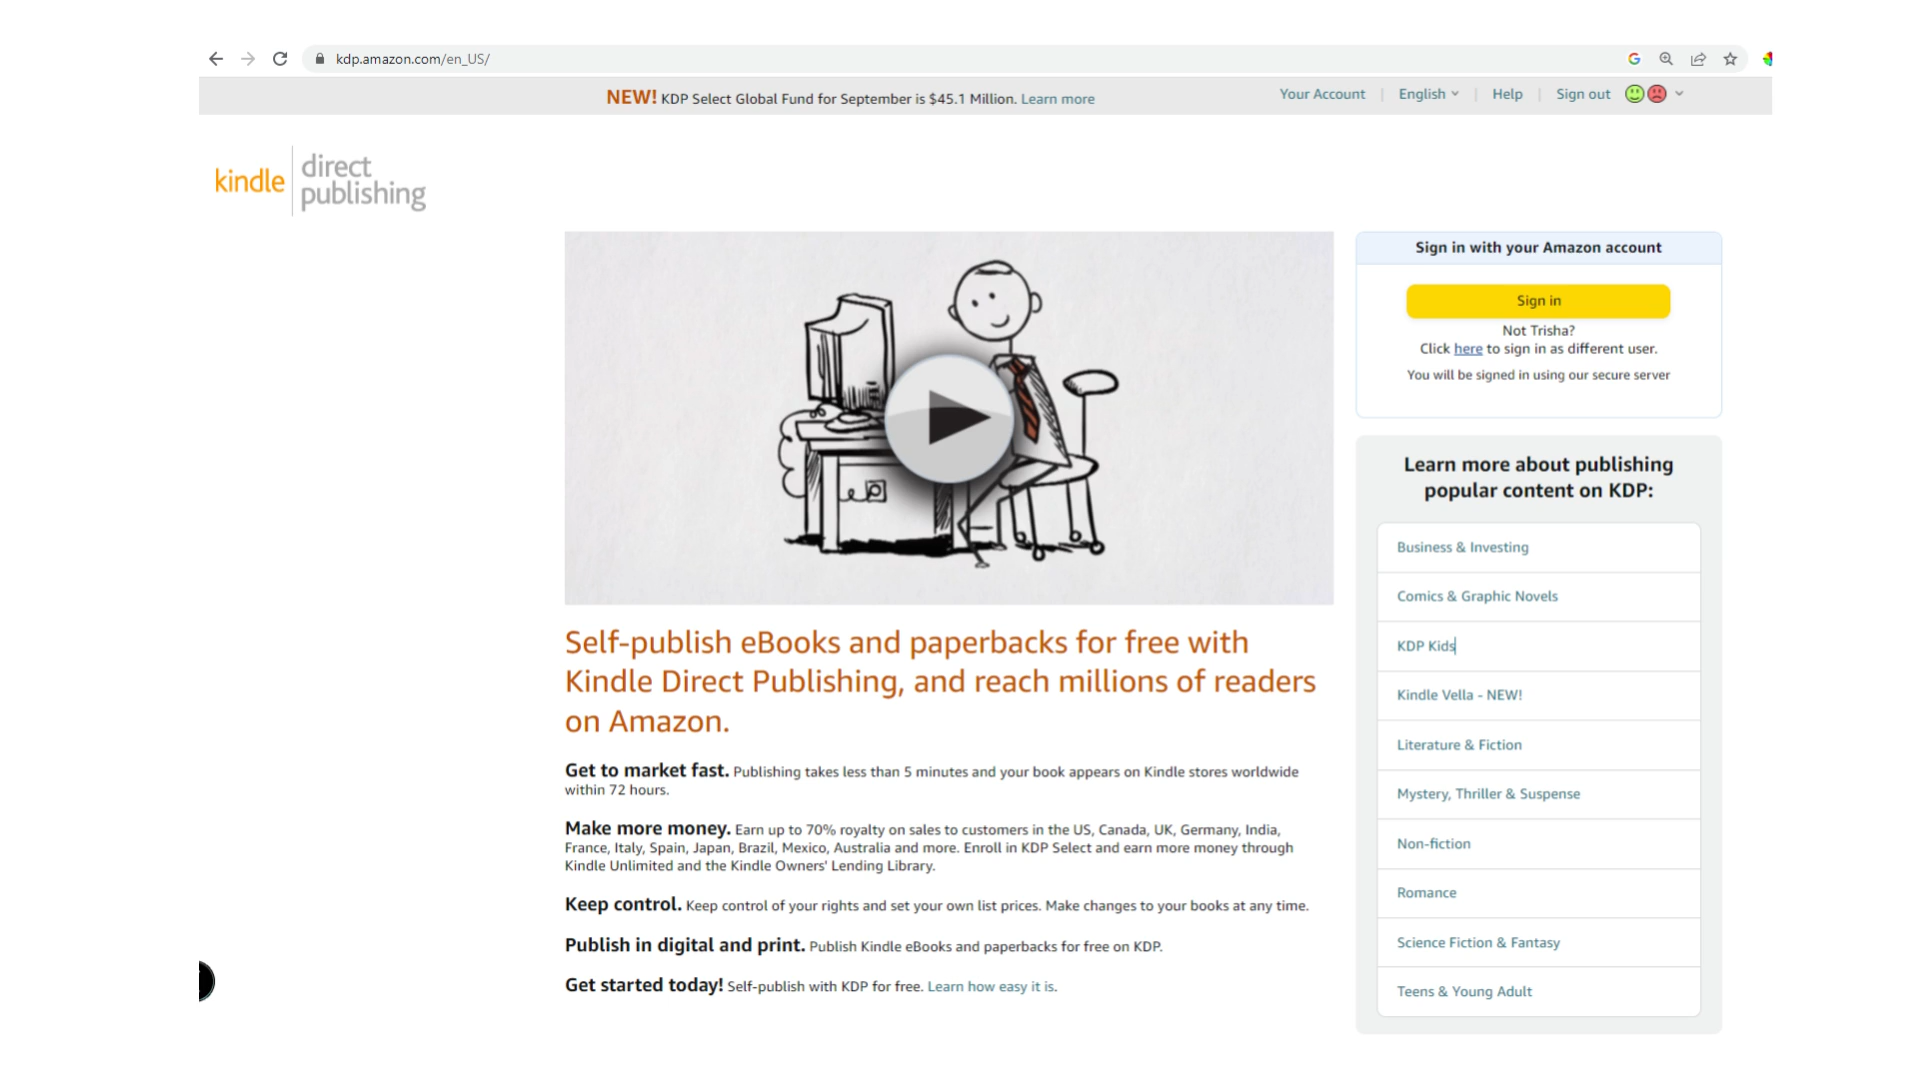 kdp.amazon.com/en_US/
NEW! KDP Select Global Fund for September is $45.1 Million. Learn more
Your Account | English | Help | Sign out
kindle direct publishing
Sign in with your Amazon account
Sign in
Not Trisha?
Click here to sign in as different user.
You will be signed in using our secure server
Self-publish eBooks and paperbacks for free with
Kindle Direct Publishing, and reach millions of readers
on Amazon.
Get to market fast. Publishing takes less than 5 minutes and your book appears on Kindle stores worldwide
within 72 hours.
Make more money. Earn up to 70% royalty on sales to customers in the US, Canada, UK, Germany, India,
France, Italy, Spain, Japan, Brazil, Mexico, Australia and more. Enroll in KDP Select and earn more money through
Kindle Unlimited and the Kindle Owners' Lending Library.
Keep control. Keep control of your rights and set your own list prices. Make changes to your books at any time.
Publish in digital and print. Publish Kindle eBooks and paperbacks for free on KDP.
Get started today! Self-publish with KDP for free. Learn how easy it is.
Learn more about publishing
popular content on KDP:
Business & Investing
Comics & Graphic Novels
KDP Kids
Kindle Vella - NEW!
Literature & Fiction
Mystery, Thriller & Suspense
Non-fiction
Romance
Science Fiction & Fantasy
Teens & Young Adult